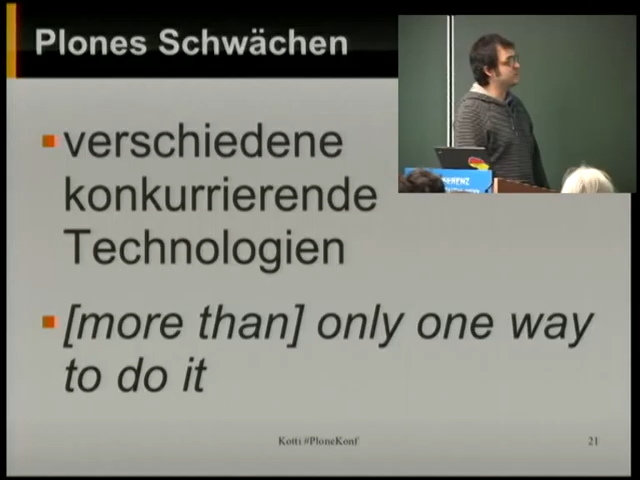 Plones Schwächen
verschiedene
konkurrierende
Technologien
[more than] only one way
to do it
Kotti #PloneKonf
21